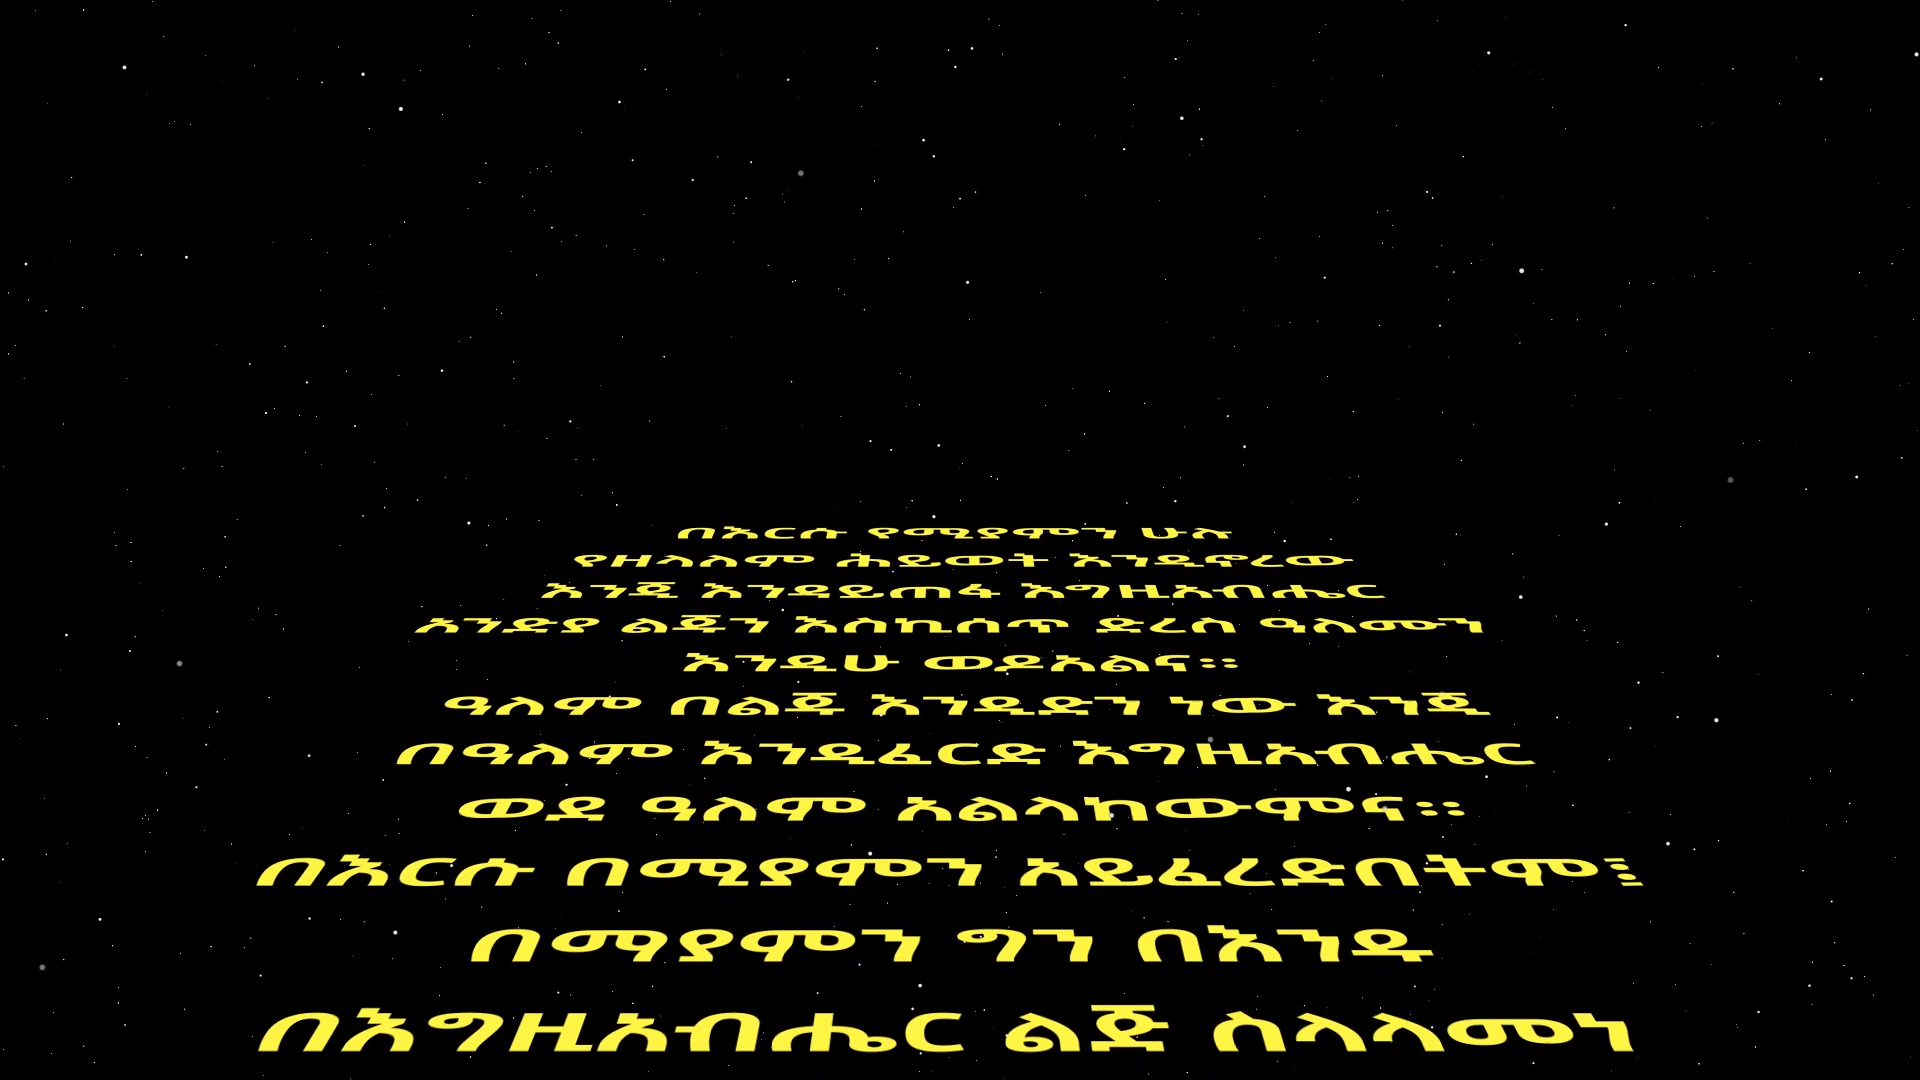 በእርሱ የሚያምን ሁሉ
የዘላለም ሕይወት እንዲኖረው
እንጂ እንዳይጠፋ እግዚአብሔር
አንድያ ልጁን እስኪሰጥ ድረስ ዓለሙን
እንዲሁ ወዶአልና።
ዓለም በልጁ እንዲድን ነው እንጂ
በዓለም እንዲፈርድ እግዚአብሔር
ወደ ዓለም አልላከውምና።
በእርሱ በሚያምን አይፈረድበትም፤
በማያምን ግን በአንዱ
በእግዚአብሔር ልጅ ስላላመነ